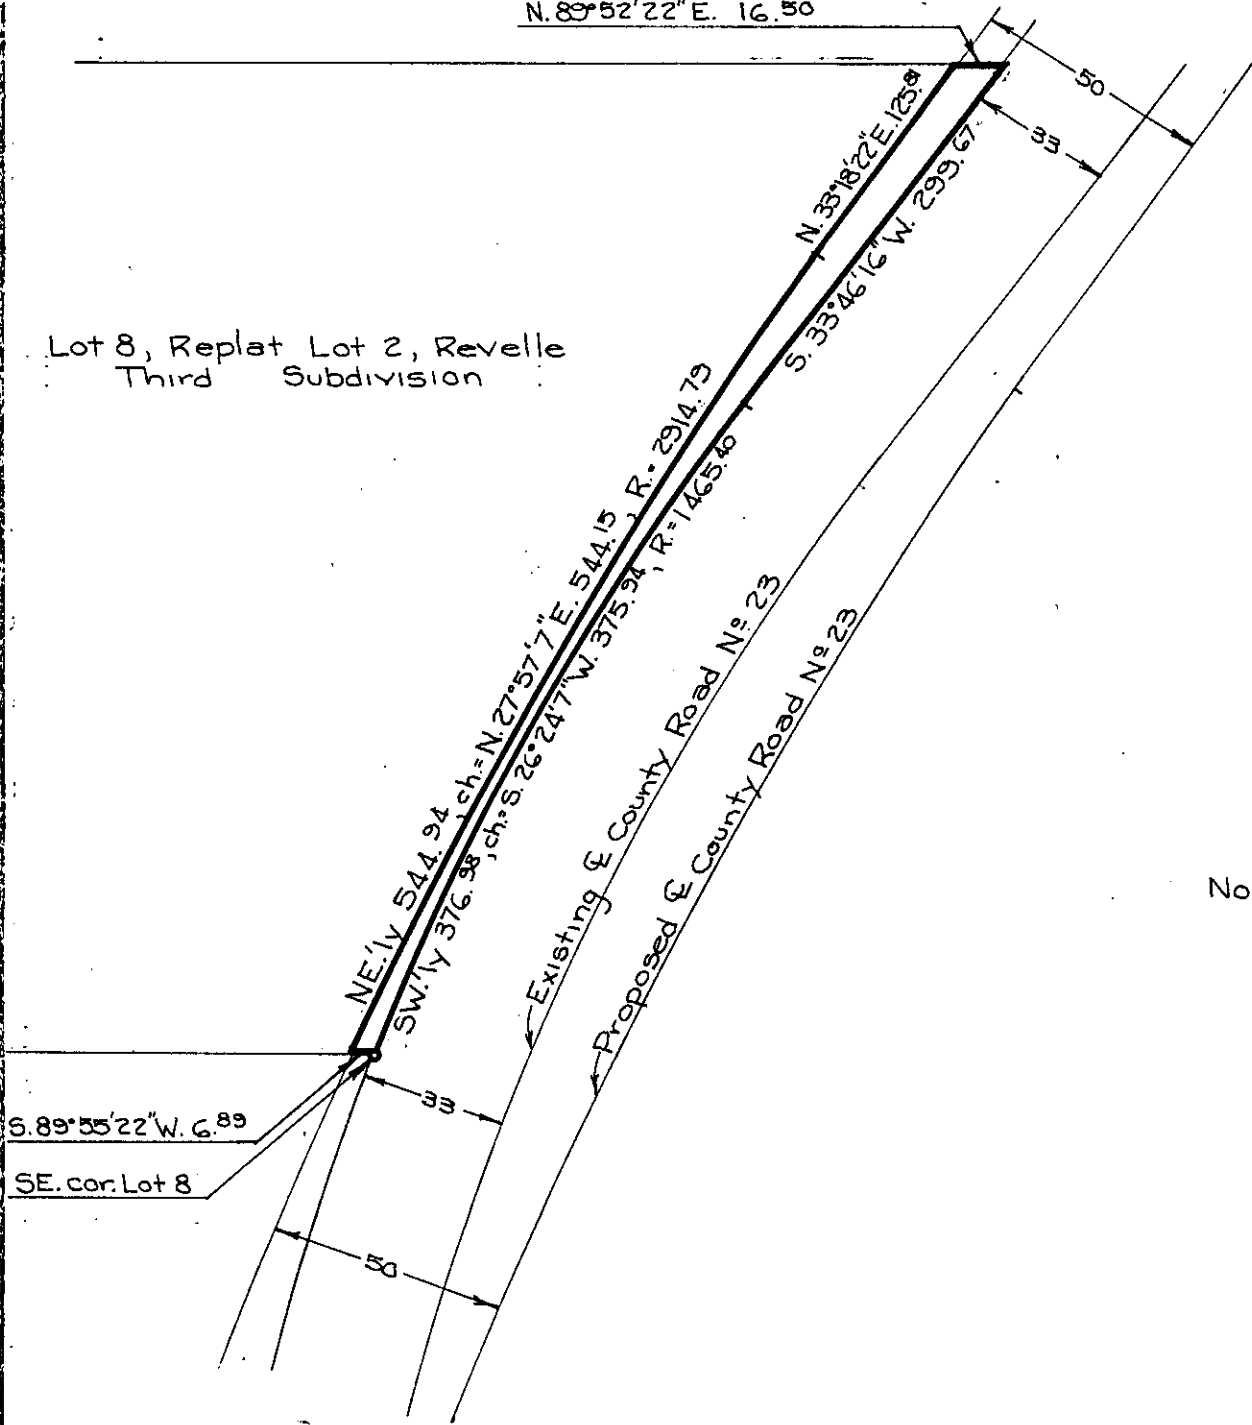 N. 89°52'22" E. 16.50
50
33
N. 33°18'22" E. 125.81
S. 33°46'16" W. 299.67
Lot 8, Replat Lot 2, Revelle
Third Subdivision
NE.'ly 544.94, ch.= N. 27°57'7" E. 544.15, R.= 2914.79
SW.'ly 376.98, ch.= S. 26°24'7" W. 375.94, R.= 1465.40
Existing ℄ County Road Nº 23
Proposed ℄ County Road Nº 23
No
33
S. 89°55'22" W. 6.89
SE. cor. Lot 8
50